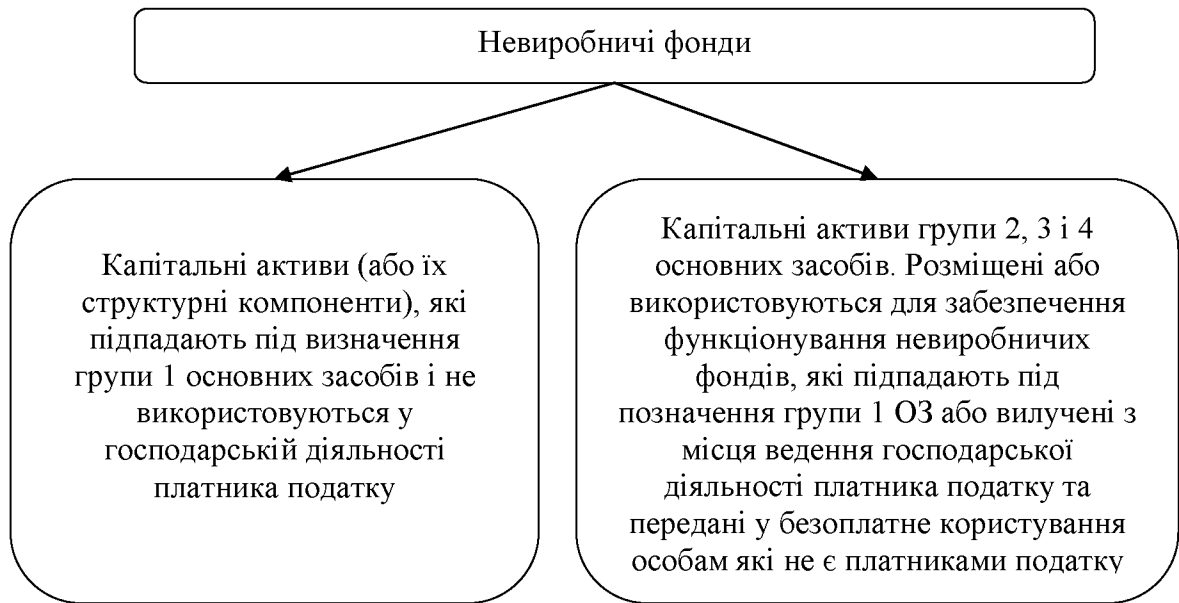 Невиробничі фонди
Капітальні активи (або їх
структурні компоненти), які
підпадають під визначення
групи 1 основних засобів і не
використовуються у
господарській діяльності
платника податку
Капітальні активи групи 2, 3 і 4
основних засобів. Розміщені або
використовуються для забезпечення
функціонування невиробничих
фондів, які підпадають під
позначення групи 1 ОЗ або вилучені з
місця ведення господарської
діяльності платника податку та
передані у безоплатне користування
особам які не є платниками податку